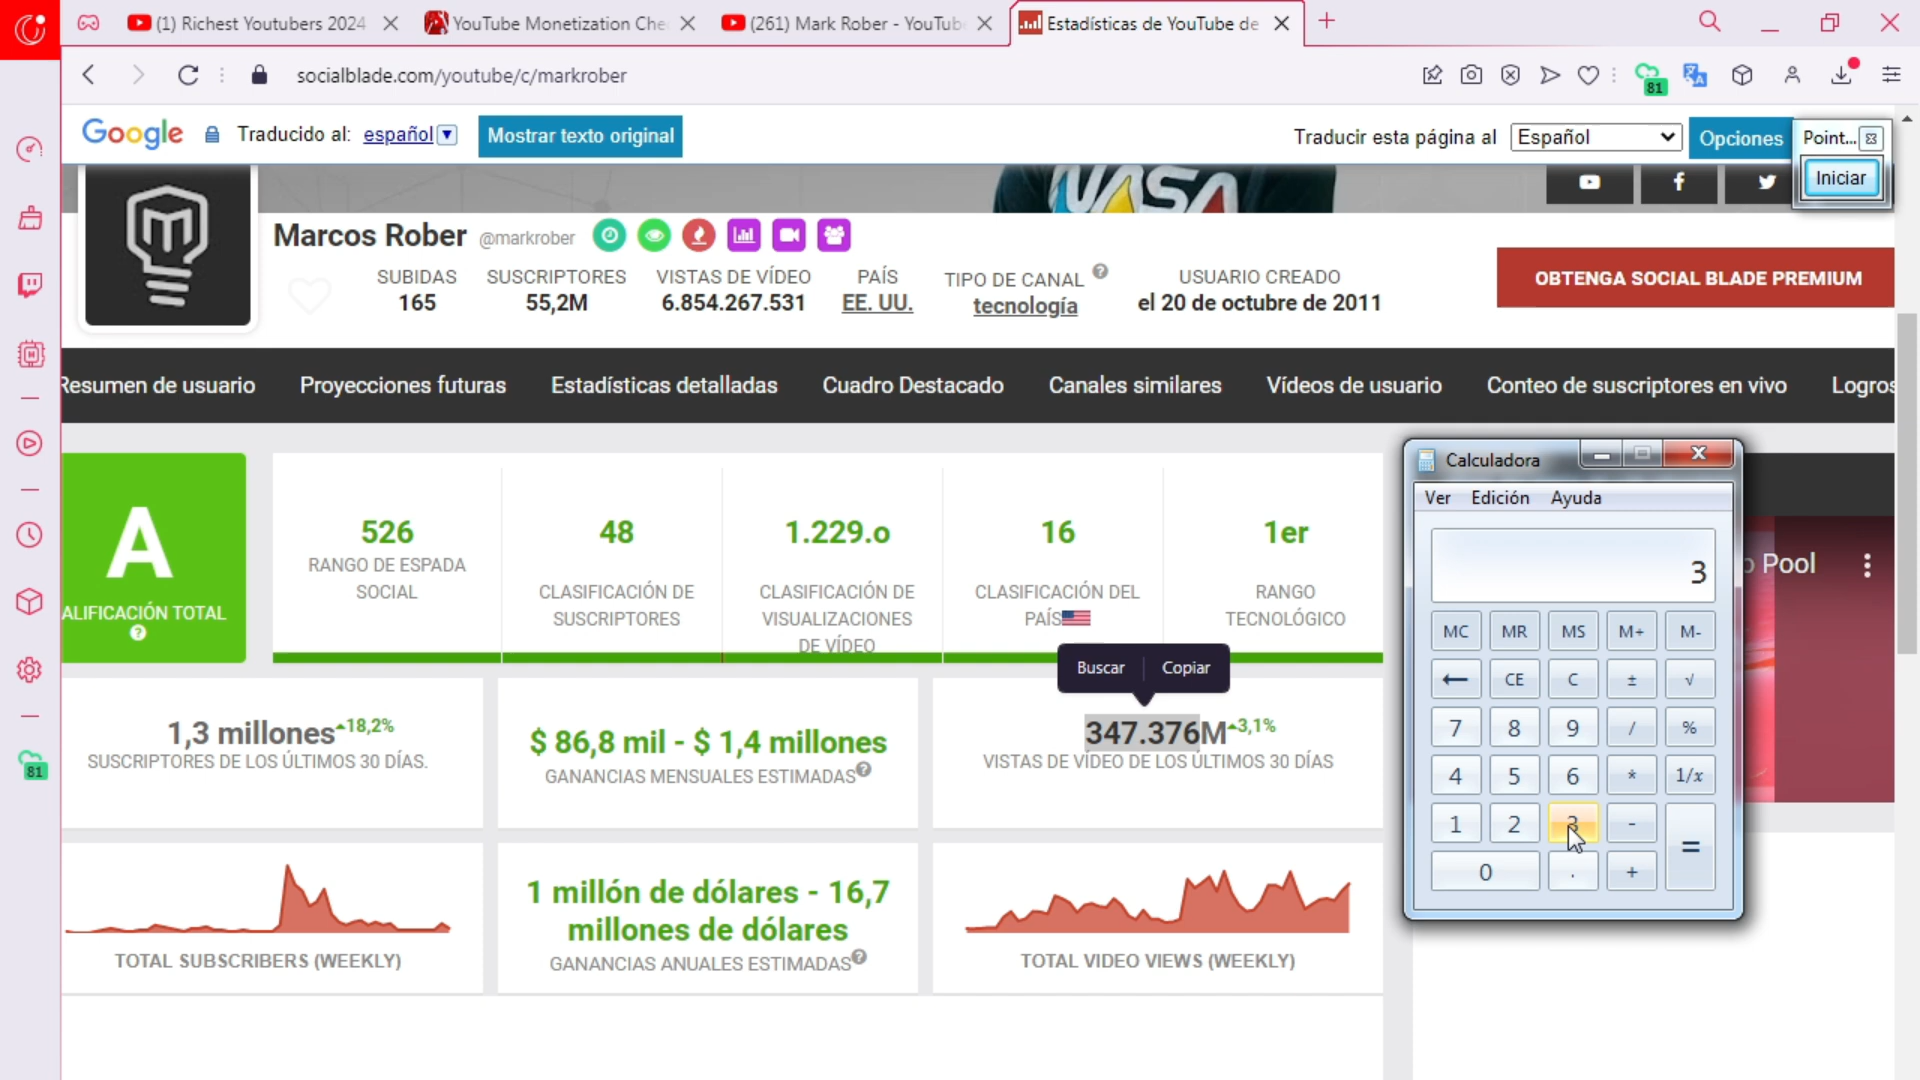 (1) Richest Youtubers 2024
YouTube Monetization Che
(261) Mark Rober - YouTub
Estadísticas de YouTube de
socialblade.com/youtube/c/markrober
81
Google
Traducido al: español
Mostrar texto original
Traducir esta página al
Español
Opciones
Point...
Iniciar
NASA
Marcos Rober @markrober
SUBIDAS
165
SUSCRIPTORES
55,2M
VISTAS DE VÍDEO
6.854.267.531
PAÍS
EE. UU.
TIPO DE CANAL
tecnología
USUARIO CREADO
el 20 de octubre de 2011
OBTENGA SOCIAL BLADE PREMIUM
Resumen de usuario
Proyecciones futuras
Estadísticas detalladas
Cuadro Destacado
Canales similares
Vídeos de usuario
Conteo de suscriptores en vivo
Logros
A
ALIFICACIÓN TOTAL
526
RANGO DE ESPADA
SOCIAL
48
CLASIFICACIÓN DE
SUSCRIPTORES
1.229.o
CLASIFICACIÓN DE
VISUALIZACIONES
DE VÍDEO
16
CLASIFICACIÓN DEL
PAÍS
1er
RANGO
TECNOLÓGICO
Buscar
Copiar
1,3 millones 18,2%
SUSCRIPTORES DE LOS ÚLTIMOS 30 DÍAS.
$ 86,8 mil - $ 1,4 millones
GANANCIAS MENSUALES ESTIMADAS
347.376M 3,1%
VISTAS DE VÍDEO DE LOS ÚLTIMOS 30 DÍAS
TOTAL SUBSCRIBERS (WEEKLY)
1 millón de dólares - 16,7
millones de dólares
GANANCIAS ANUALES ESTIMADAS
TOTAL VIDEO VIEWS (WEEKLY)
Calculadora
Ver Edición Ayuda
3
MC MR MS M+ M-
← CE C ± √
7 8 9 / %
4 5 6 * 1/x
1 2 3 - =
0 . +
Pool
81